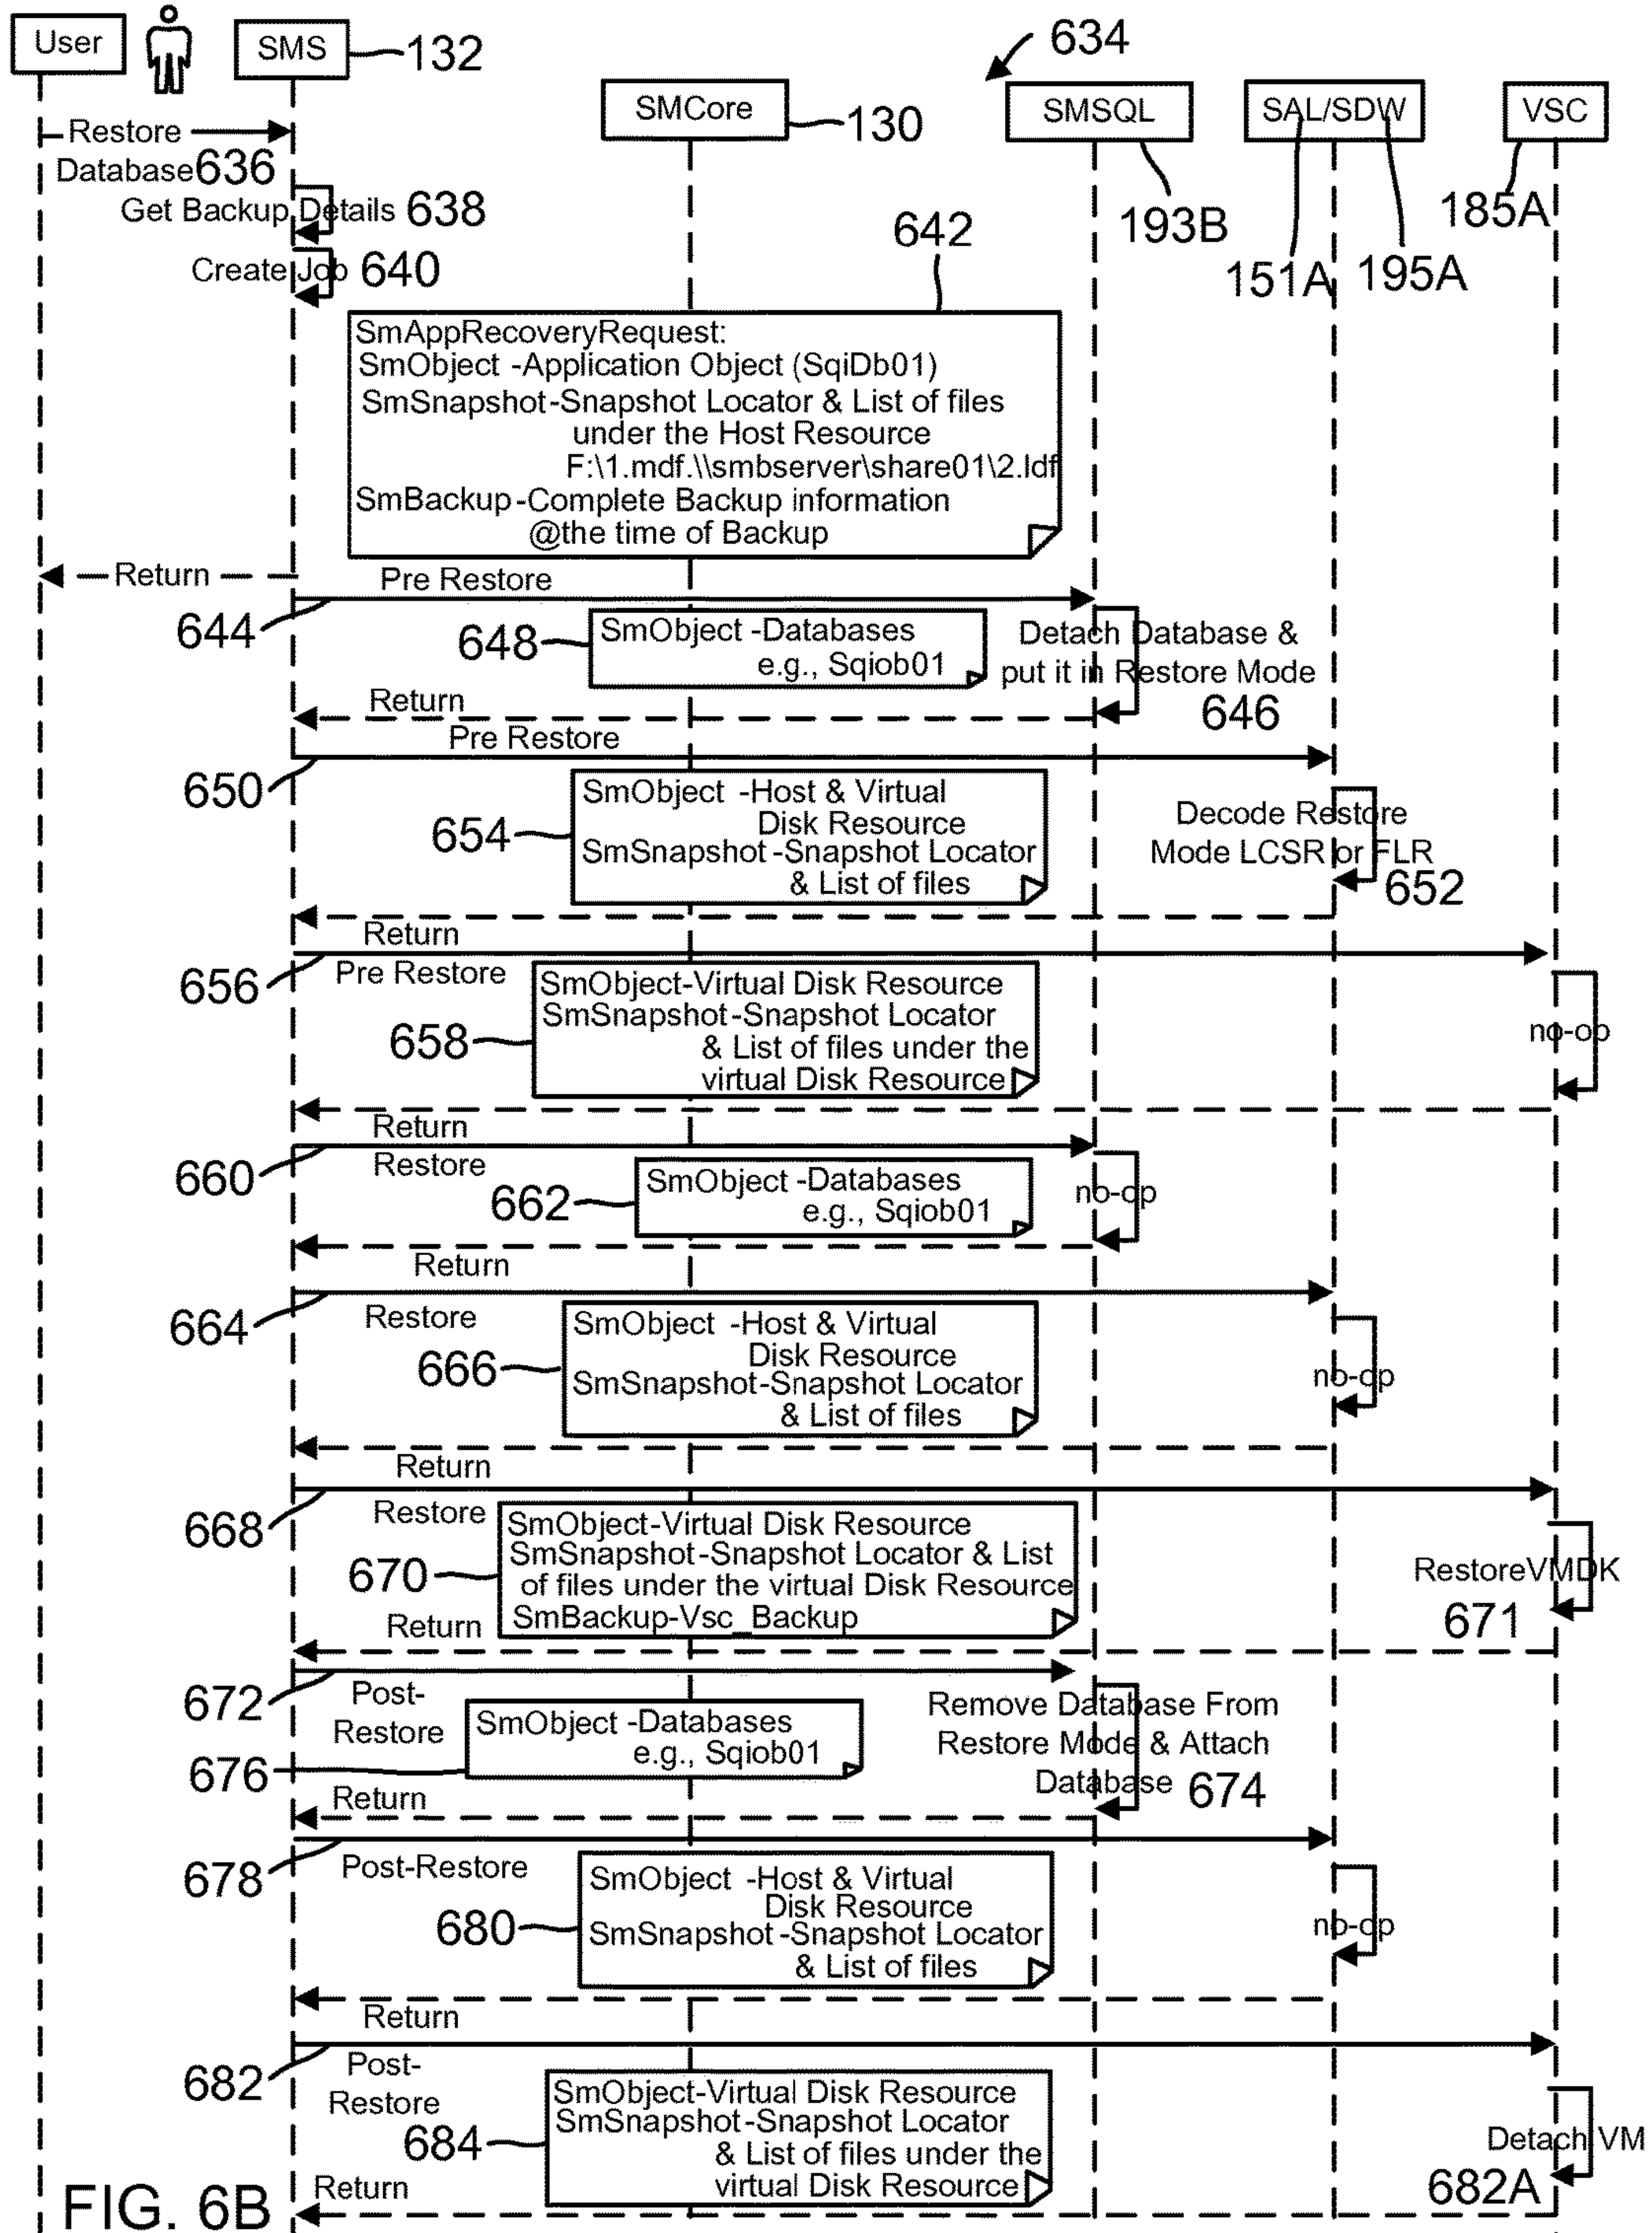 User
SMS
132
634
SMCore
130
SMSQL
193B
SAL/SDW
151A
195A
VSC
185A
Restore
Database 636
Get Backup Details 638
Create Job 640
642
SmAppRecoveryRequest:
SmObject -Application Object (SqiDb01)
SmSnapshot-Snapshot Locator & List of files
under the Host Resource
F:\1.mdf.\\smbserver\share01\2.ldf
SmBackup-Complete Backup information
@the time of Backup
Return
Pre Restore
644
648
SmObject -Databases
e.g., Sqiob01
Detach Database &
put it in Restore Mode
646
Return
Pre Restore
650
654
SmObject -Host & Virtual
Disk Resource
SmSnapshot-Snapshot Locator
& List of files
Decode Restore
Mode LCSR or FLR
652
Return
656
Pre Restore
658
SmObject-Virtual Disk Resource
SmSnapshot-Snapshot Locator
& List of files under the
virtual Disk Resource
no-op
Return
660
Restore
662
SmObject -Databases
e.g., Sqiob01
no-op
Return
664
Restore
666
SmObject -Host & Virtual
Disk Resource
SmSnapshot-Snapshot Locator
& List of files
no-op
Return
668
Restore
670
SmObject-Virtual Disk Resource
SmSnapshot-Snapshot Locator & List
of files under the virtual Disk Resource
SmBackup-Vsc_Backup
RestoreVMDK
671
Return
672
Post-
Restore
676
SmObject -Databases
e.g., Sqiob01
Remove Database From
Restore Mode & Attach
Database 674
Return
678
Post-Restore
680
SmObject -Host & Virtual
Disk Resource
SmSnapshot-Snapshot Locator
& List of files
no-op
Return
682
Post-
Restore
684
SmObject-Virtual Disk Resource
SmSnapshot-Snapshot Locator
& List of files under the
virtual Disk Resource
Detach VM
682A
Return
FIG. 6B